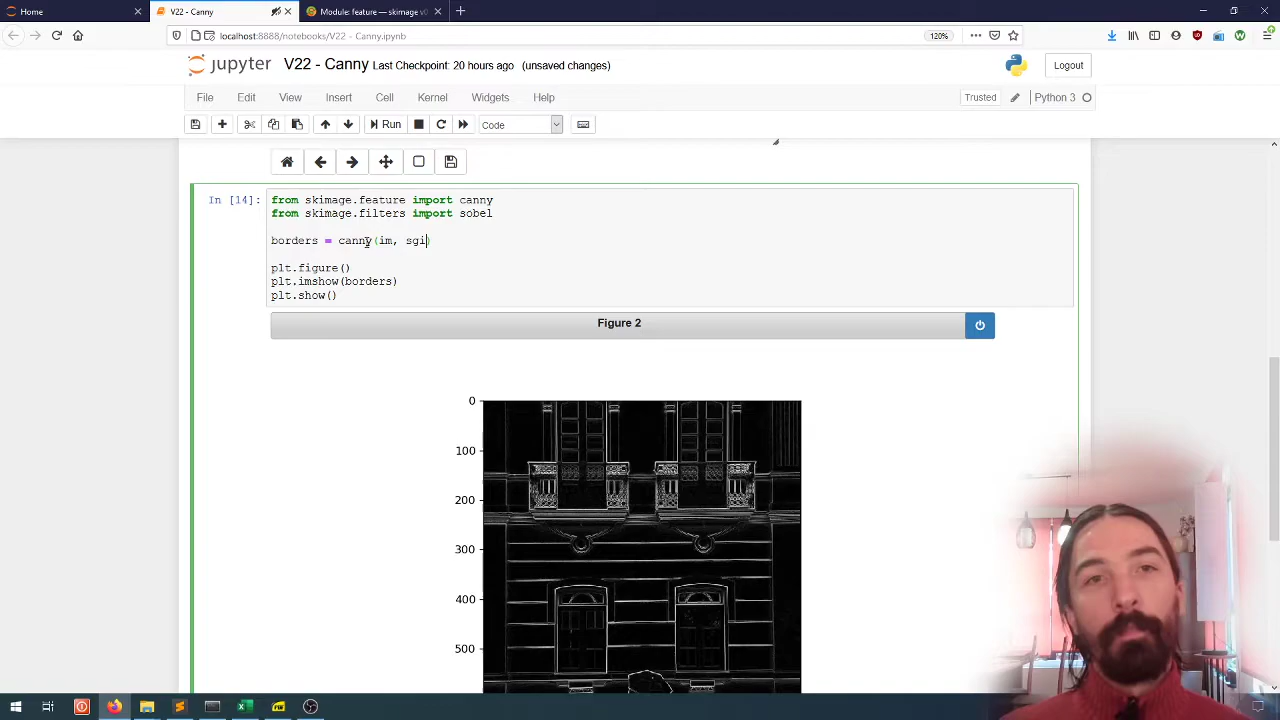 Home
V22 - Canny
Module: feature — skimage v0
localhost:8888/notebooks/V22 - Canny.ipynb
120%
jupyter V22 - Canny Last Checkpoint: 20 hours ago (unsaved changes)
Logout
File Edit View Insert Cell Kernel Widgets Help
Trusted
Python 3
Run
Code
In [14]:
from skimage.feature import canny
from skimage.filters import sobel
borders = canny(im, sgi)
plt.figure()
plt.imshow(borders)
plt.show()
Figure 2
0
100
200
300
400
500